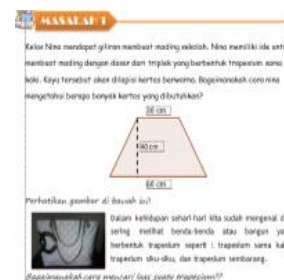 MASALAH 1
Kelas Nina mendapat giliran membuat mading sekolah. Nina memiliki ide unt
membuat mading dengan dasar dari triplek yang berbentuk trapesium sama
kaki. Kayu tersebut akan dilapisi kertas berwarna. Bagaimanakah cara nina
mengetahui berapa banyak kertas yang dibutuhkan?
30 cm
40 cm
60 cm
Perhatikan gambar di bawah ini!
Dalam kehidupan sehari-hari kita sudah mengenal d
sering melihat benda-benda atau bangun ya
berbentuk trapesium seperti : trapesium sama kak
trapesium siku-siku, dan trapesium sembarang.
Bagaimanakah cara mencari luas suatu trapesium??